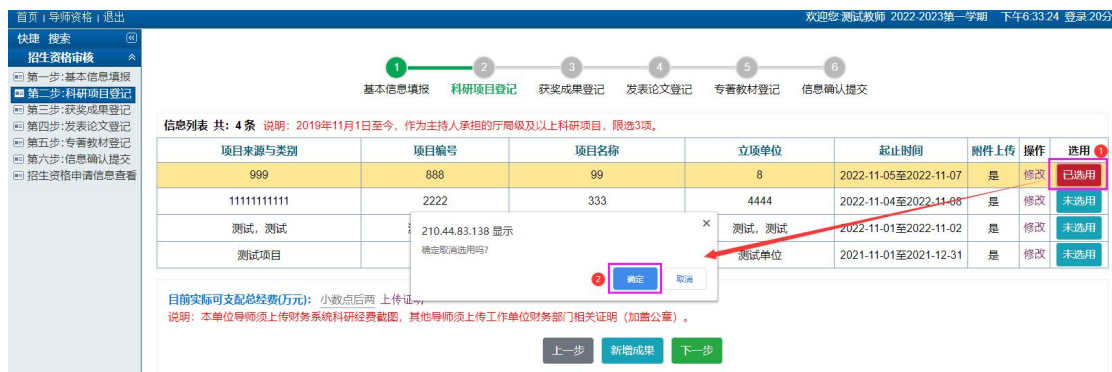 首页 | 导师资格 | 退出
欢迎您:测试教师 2022-2023第一学期 下午6:33:24 登录:20分
快捷 搜索
招生资格审核
第一步:基本信息填报
第二步:科研项目登记
第三步:获奖成果登记
第四步:发表论文登记
第五步:专著教材登记
第六步:信息确认提交
招生资格申请信息查看
1 2 3 4 5 6
基本信息填报 科研项目登记 获奖成果登记 发表论文登记 专著教材登记 信息确认提交
信息列表 共: 4 条 说明：2019年11月1日至今，作为主持人承担的厅局级及以上科研项目，限选3项。
项目来源与类别 项目编号 项目名称 立项单位 起止时间 附件上传 操作 选用 1
999 888 99 8 2022-11-05至2022-11-07 是 修改 已选用
11111111111 2222 333 4444 2022-11-04至2022-11-08 是 修改 未选用
测试，测试 测试，测试 2022-11-01至2022-11-02 是 修改 未选用
测试项目 测试单位 2021-11-01至2021-12-31 是 修改 未选用
210.44.83.138 显示
×
确定取消选用吗?
2 确定 取消
目前实际可支配总经费(万元)： 小数点后两 上传证明
说明：本单位导师须上传财务系统科研经费截图，其他导师须上传工作单位财务部门相关证明（加盖公章）。
上一步 新增成果 下一步